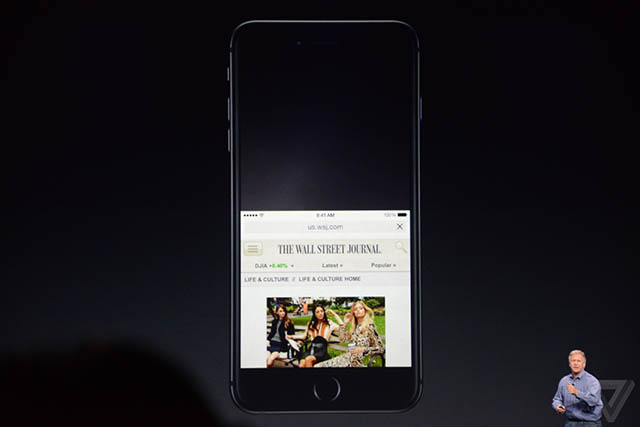 9:41 AM 100%
us.wsj.com X
THE WALL STREET JOURNAL.
DJIA +0.40% Latest » Popular »
LIFE & CULTURE // LIFE & CULTURE HOME